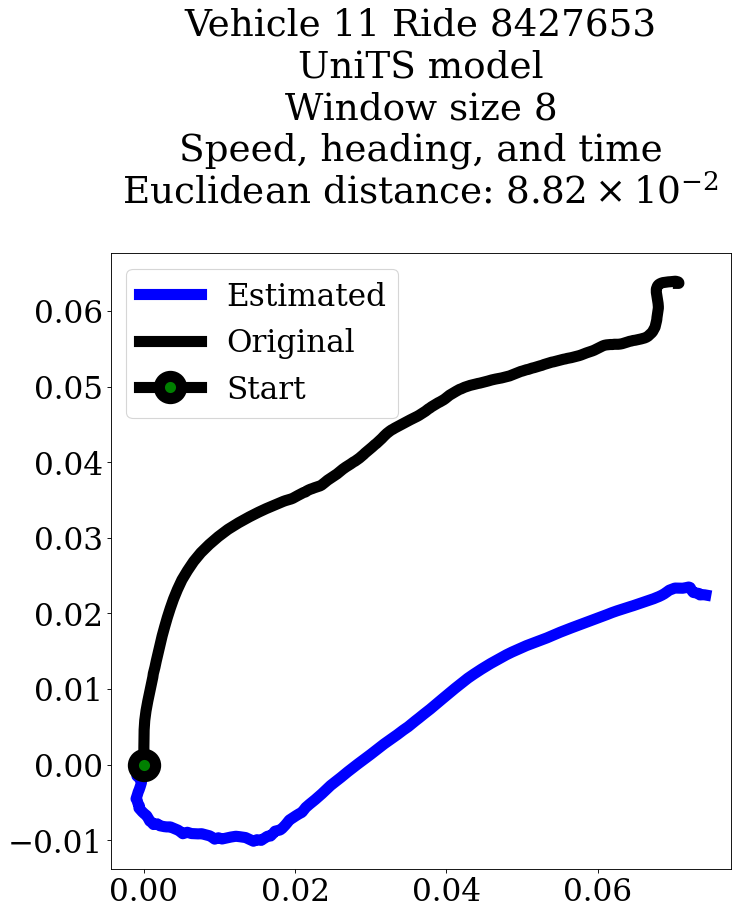 Vehicle 11 Ride 8427653
UniTS model
Window size 8
Speed, heading, and time
Euclidean distance: 8.82 × 10⁻²
Estimated
Original
Start
0.06
0.05
0.04
0.03
0.02
0.01
0.00
−0.01
0.00 0.02 0.04 0.06